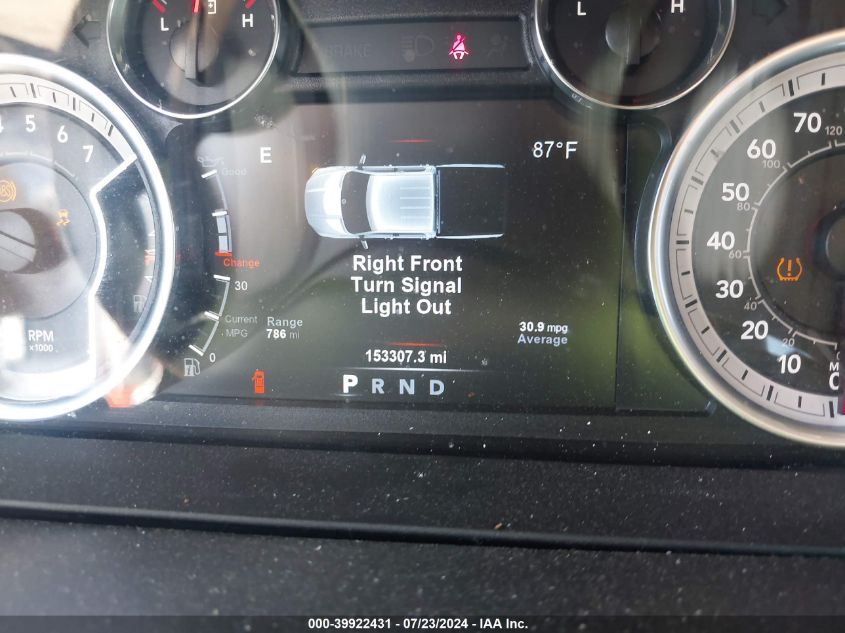 L H
BRAKE
L H
4 5 6 7
RPM
x1000
Good
Change
30
Current
MPG
0
E
87°F
Right Front
Turn Signal
Light Out
Range
786 mi
30.9 mpg
Average
153307.3 mi
P R N D
70
60
50
40
30
20
10
120
100
80
60
40
20
000-39922431 - 07/23/2024 - IAA Inc.